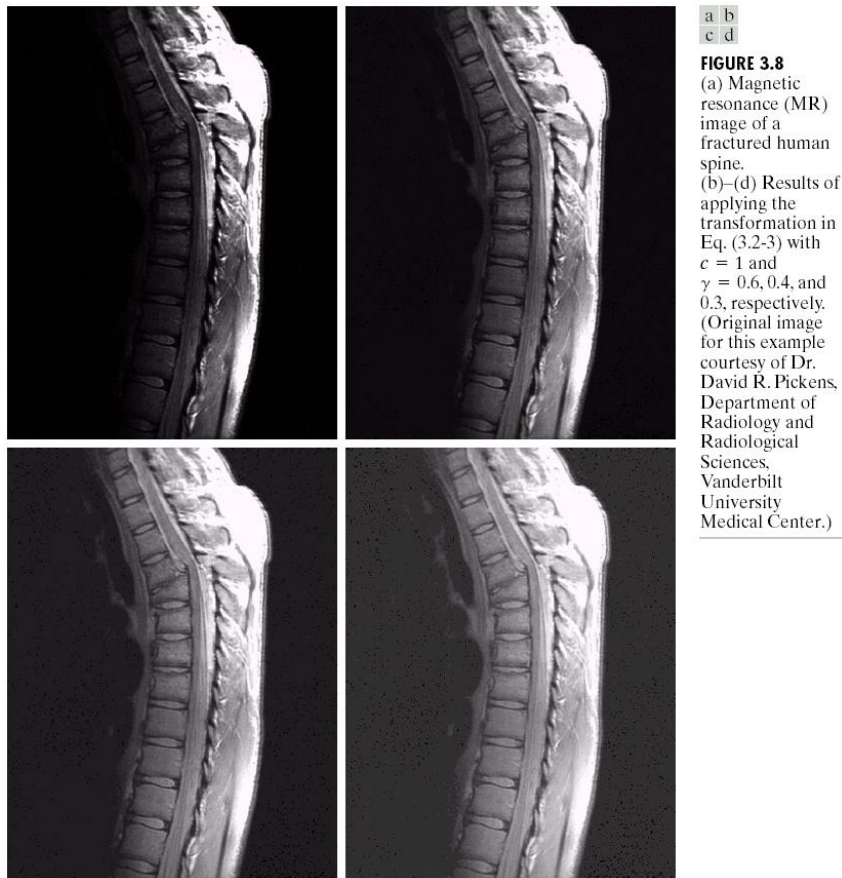 a b
c d
FIGURE 3.8
(a) Magnetic
resonance (MR)
image of a
fractured human
spine.
(b)–(d) Results of
applying the
transformation in
Eq. (3.2-3) with
c = 1 and
γ = 0.6, 0.4, and
0.3, respectively.
(Original image
for this example
courtesy of Dr.
David R. Pickens,
Department of
Radiology and
Radiological
Sciences,
Vanderbilt
University
Medical Center.)